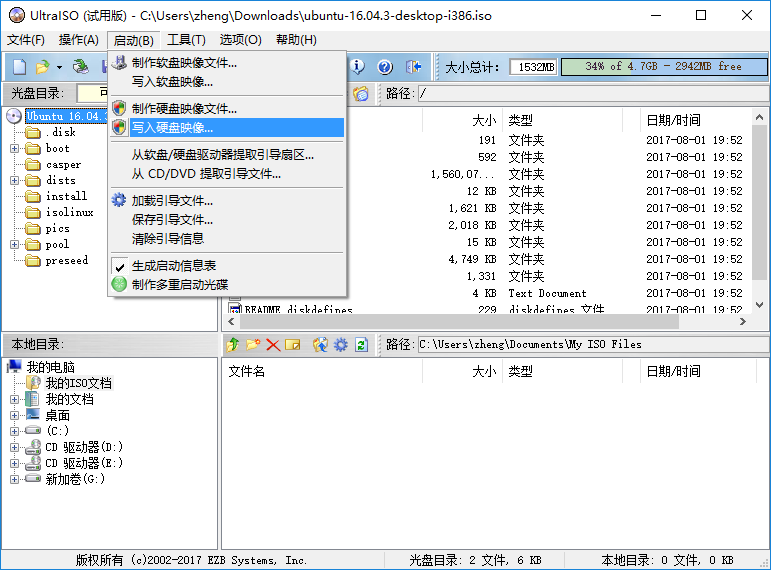 UltraISO (试用版) - C:\Users\zheng\Downloads\ubuntu-16.04.3-desktop-i386.iso
文件(F) 操作(A) 启动(B) 工具(T) 选项(O) 帮助(H)
大小总计: 1532MB 34% of 4.7GB - 2942MB free
光盘目录: 可 路径: /
制作软盘映像文件...
写入软盘映像...
制作硬盘映像文件...
写入硬盘映像...
从软盘/硬盘驱动器提取引导扇区...
从 CD/DVD 提取引导文件...
加载引导文件...
保存引导文件...
清除引导信息
生成启动信息表
制作多重启动光碟
Ubuntu 16.04.3
.disk
boot
casper
dists
install
isolinux
pics
pool
preseed
大小 类型 日期/时间
191 文件夹 2017-08-01 19:52
592 文件夹 2017-08-01 19:52
1,560,07... 文件夹 2017-08-01 19:52
12 KB 文件夹 2017-08-01 19:52
1,621 KB 文件夹 2017-08-01 19:52
2,018 KB 文件夹 2017-08-01 19:52
15 KB 文件夹 2017-08-01 19:52
4,749 KB 文件夹 2017-08-01 19:52
1,331 文件夹 2017-08-01 19:52
4 KB Text Document 2017-08-01 19:52
README.diskdefines 229 diskdefines 文件 2017-08-01 19:52
本地目录: 路径: C:\Users\zheng\Documents\My ISO Files
我的电脑
我的ISO文档
我的文档
桌面
(C:)
CD 驱动器(D:)
CD 驱动器(E:)
新加卷(G:)
文件名 大小 类型 日期/时间
版权所有 (c)2002-2017 EZB Systems, Inc. 光盘目录: 2 文件, 6 KB 本地目录: 0 文件, 0 KB